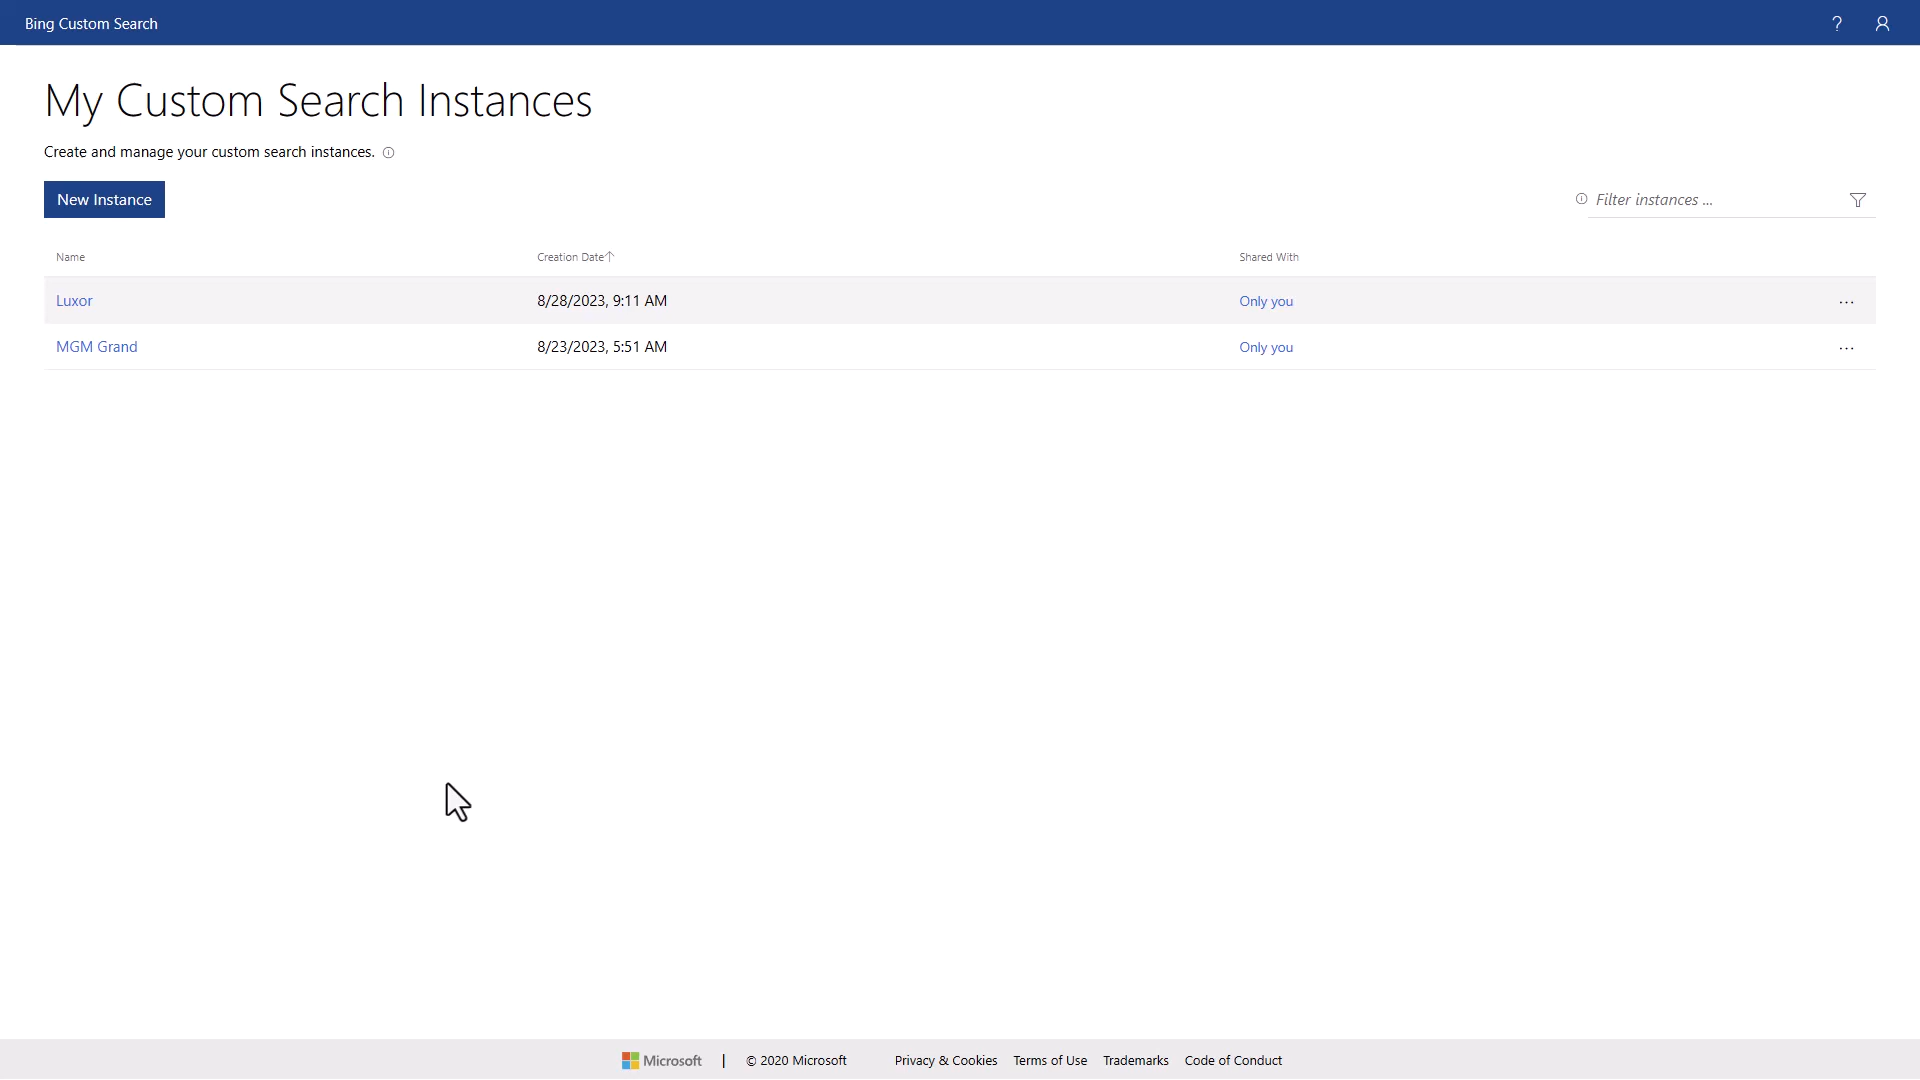 Bing Custom Search
My Custom Search Instances
Create and manage your custom search instances.
New Instance
Filter instances ...
Name Creation Date Shared With
Luxor 8/28/2023, 9:11 AM Only you ...
MGM Grand 8/23/2023, 5:51 AM Only you ...
Microsoft | © 2020 Microsoft Privacy & Cookies Terms of Use Trademarks Code of Conduct